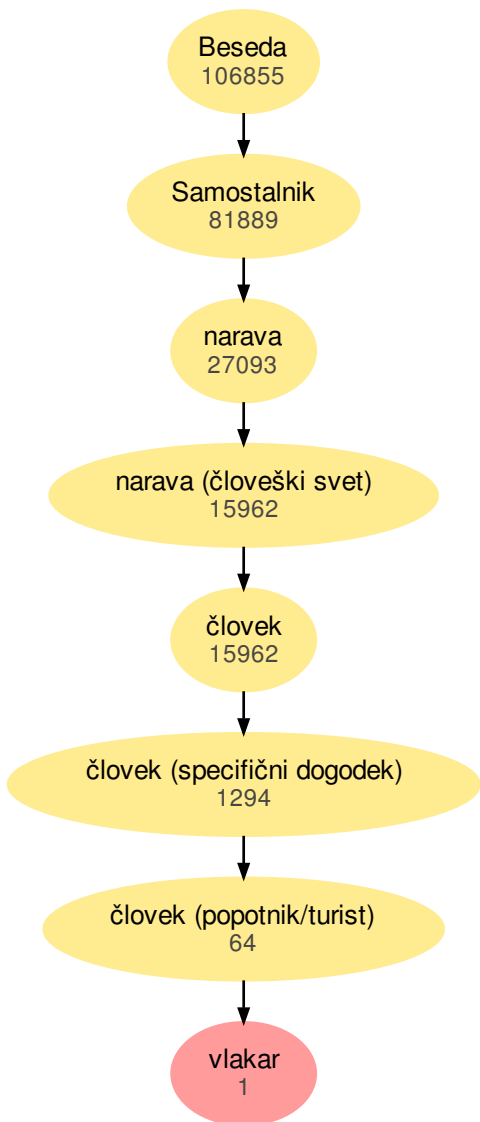 Beseda
106855
Samostalnik
81889
narava
27093
narava (človeški svet)
15962
človek
15962
človek (specifični dogodek)
1294
človek (popotnik/turist)
64
vlakar
1